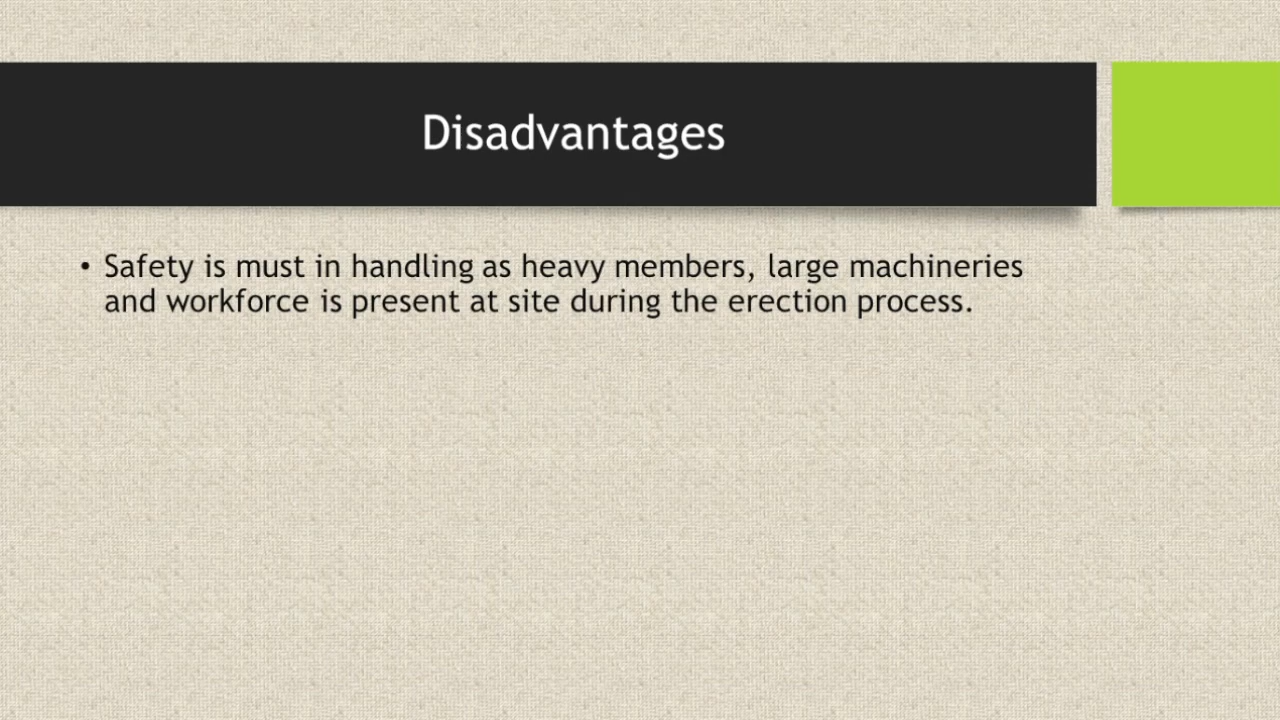 Disadvantages
• Safety is must in handling as heavy members, large machineries
and workforce is present at site during the erection process.